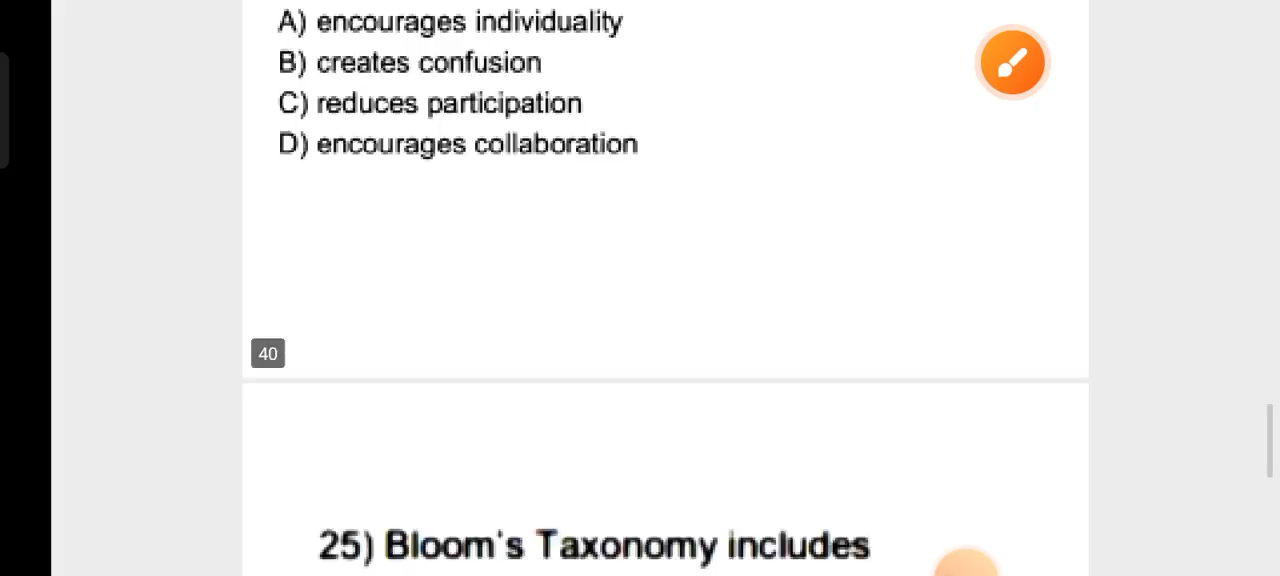 A) encourages individuality
B) creates confusion
C) reduces participation
D) encourages collaboration
40
25) Bloom's Taxonomy includes